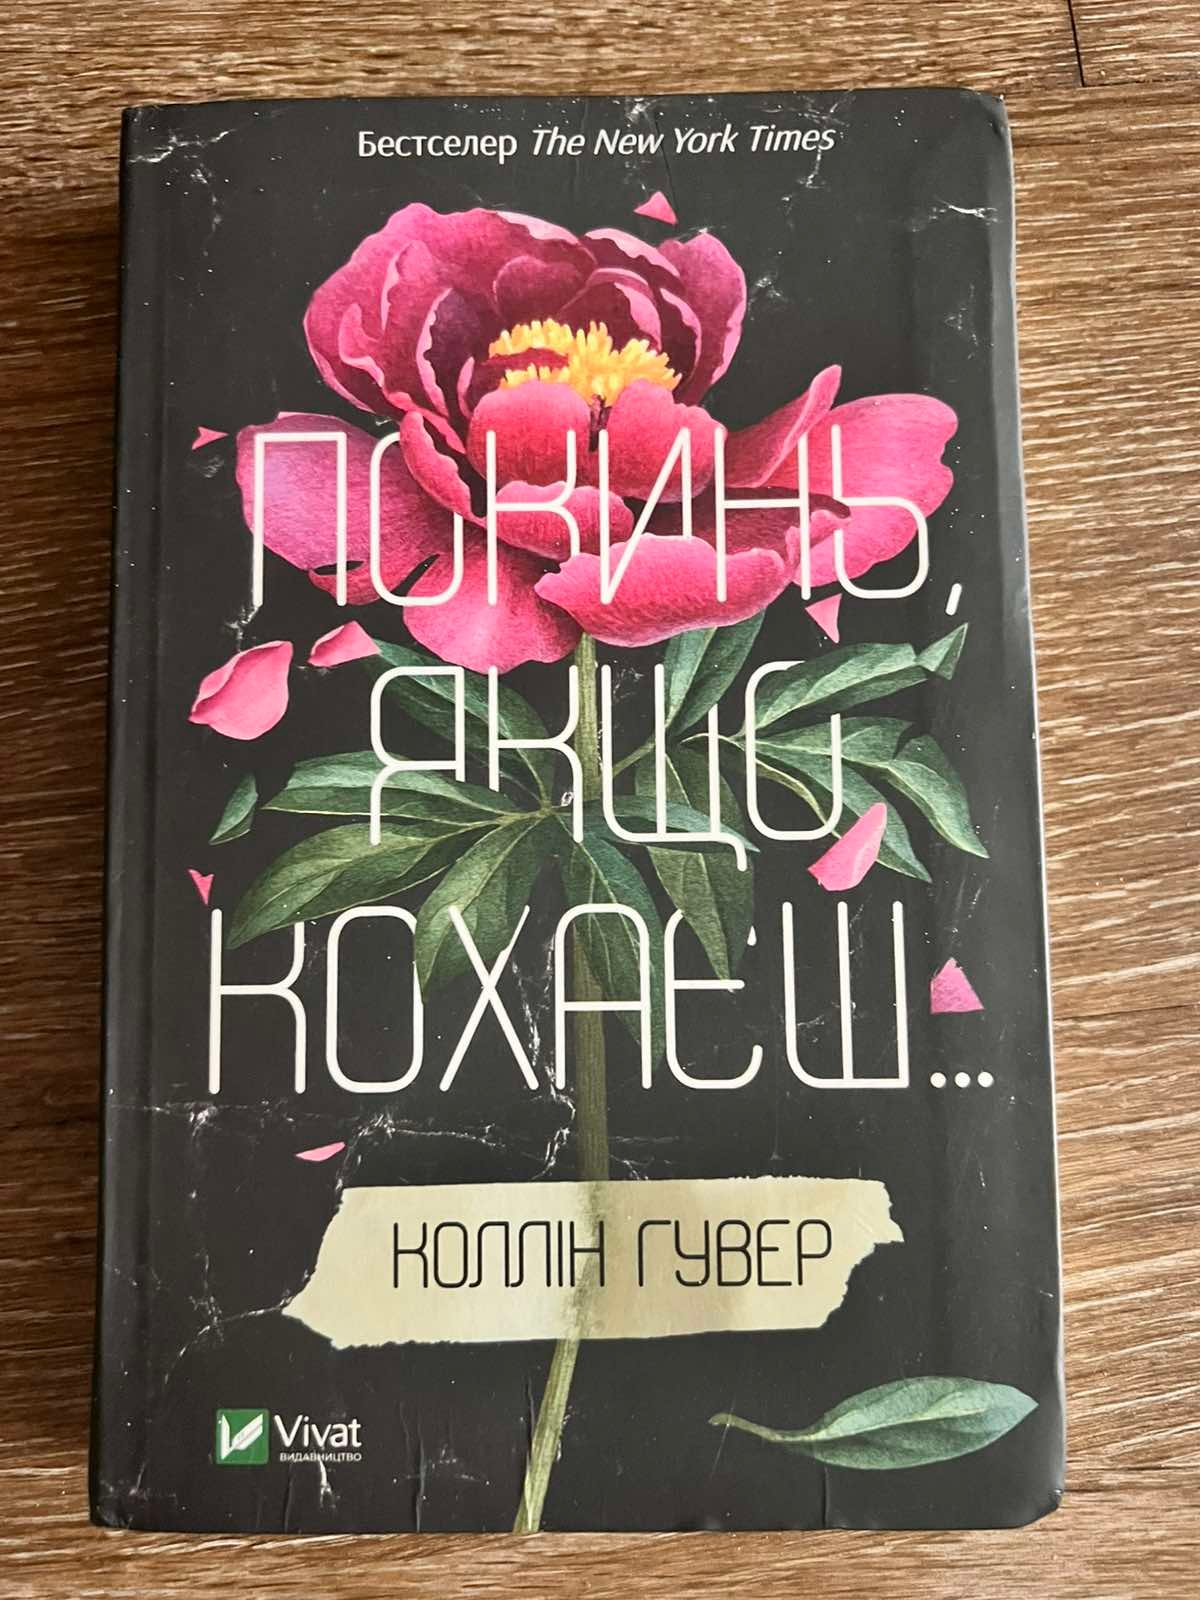 Бестселер The New York Times
ПОКИНЬ,
ЯКЩО
КОХАЄШ...
КОЛЛІН ГУВЕР
Vivat
ВИДАВНИЦТВО